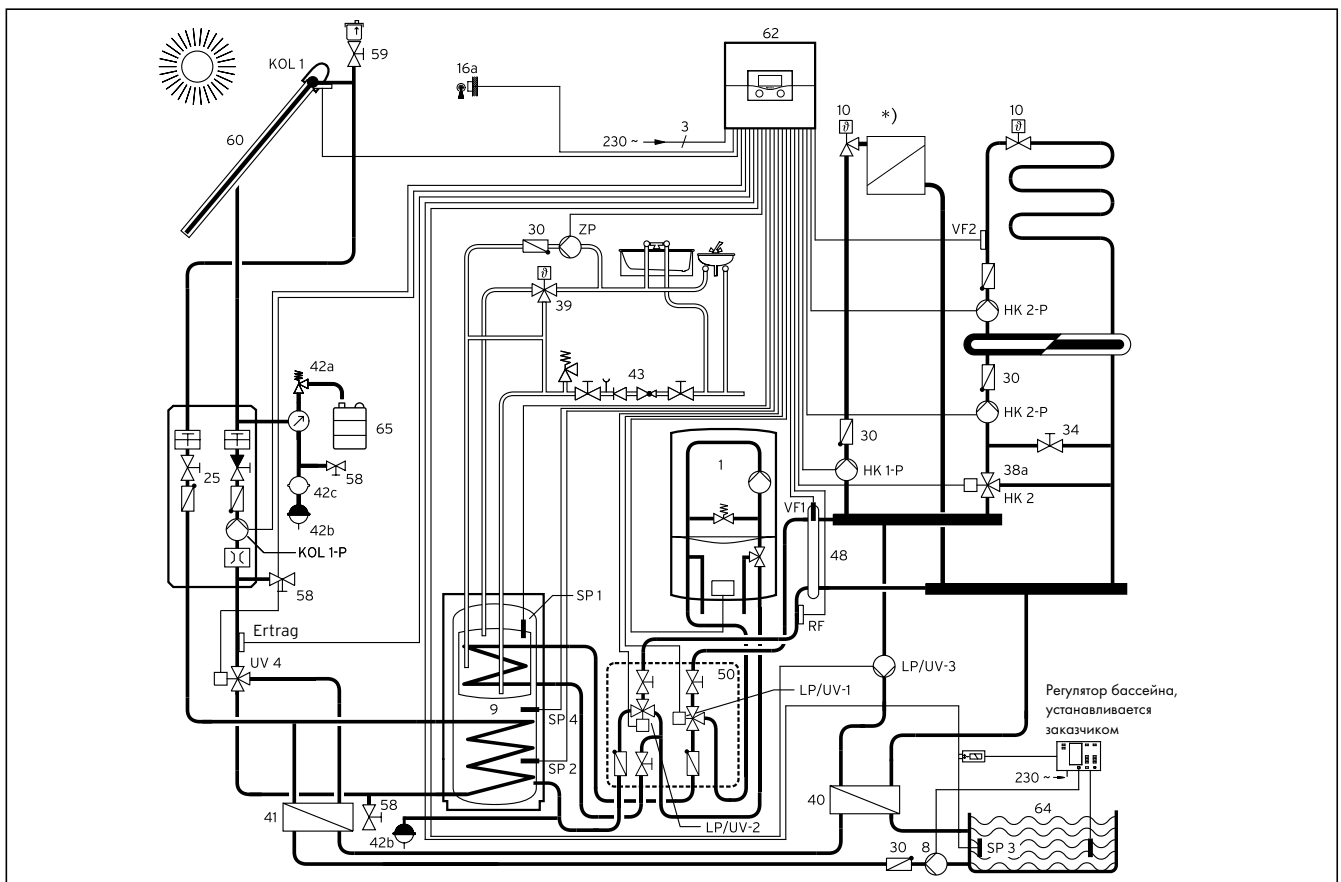 62
59
KOL 1
16a
10
*)
10
230 ~
3
60
30
ZP
VF2
39
HK 2-P
42a
43
30
HK 2-P
65
34
30
1
38a
25
58
HK 1-P
HK 2
42c
VF1
42b
48
KOL 1-P
58
SP 1
RF
Ertrag
UV 4
50
LP/UV-3
LP/UV-1
9
SP 4
Регулятор бассейна,
устанавливается
заказчиком
SP 2
230 ~
58
40
64
41
LP/UV-2
42b
30
8
SP 3